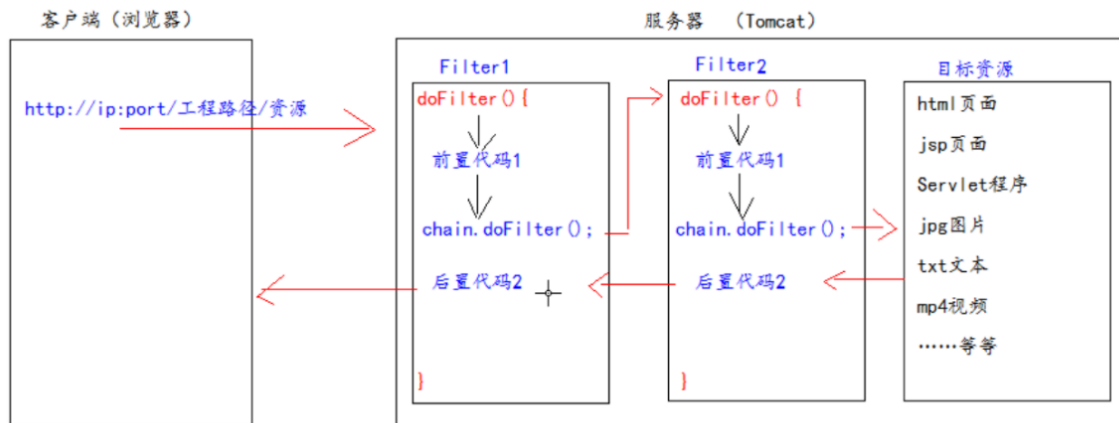 客户端（浏览器）
服务器 （Tomcat）
http://ip:port/工程路径/资源
Filter1
doFilter(){
前置代码1
chain.doFilter();
后置代码2
}
Filter2
doFilter() {
前置代码1
chain.doFilter();
后置代码2
}
目标资源
html页面
jsp页面
Servlet程序
jpg图片
txt文本
mp4视频
……等等